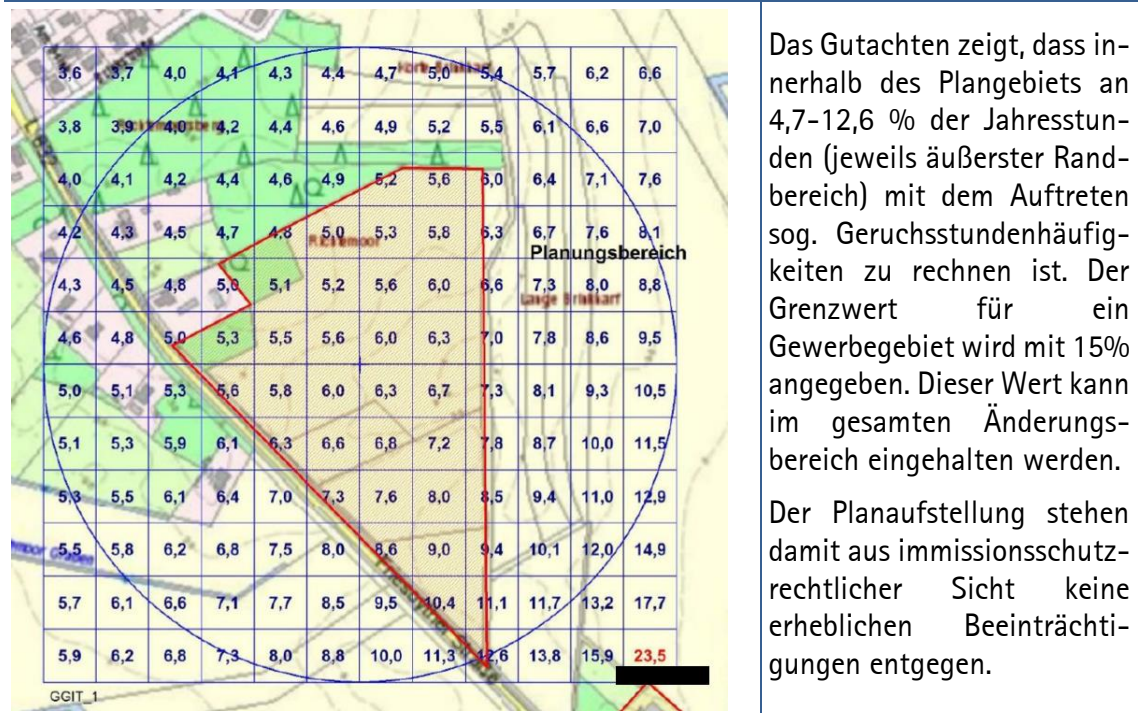 3,6 3,7 4,0 4,1 4,3 4,4 4,7 5,0 5,4 5,7 6,2 6,6
3,8 3,9 4,0 4,2 4,4 4,6 4,9 5,2 5,5 6,1 6,6 7,0
4,0 4,1 4,2 4,4 4,6 4,9 5,2 5,6 6,0 6,4 7,1 7,6
4,2 4,3 4,5 4,7 4,8 5,0 5,3 5,8 6,3 6,7 7,6 8,1
Planungsbereich
4,3 4,5 4,8 5,0 5,1 5,2 5,6 6,0 6,6 7,3 8,0 8,8
4,6 4,8 5,0 5,3 5,5 5,6 6,0 6,3 7,0 7,8 8,6 9,5
5,0 5,1 5,3 5,6 5,8 6,0 6,3 6,7 7,3 8,1 9,3 10,5
5,1 5,3 5,9 6,1 6,3 6,6 6,8 7,2 7,8 8,7 10,0 11,5
5,3 5,5 6,1 6,4 7,0 7,3 7,6 8,0 8,5 9,4 11,0 12,9
5,5 5,8 6,2 6,8 7,5 8,0 8,6 9,0 9,4 10,1 12,0 14,9
5,7 6,1 6,6 7,1 7,7 8,5 9,5 10,4 11,1 11,7 13,2 17,7
5,9 6,2 6,8 7,3 8,0 8,8 10,0 11,3 12,6 13,8 15,9 23,5
GGIT_1
Das Gutachten zeigt, dass in-
nerhalb des Plangebiets an
4,7-12,6 % der Jahresstun-
den (jeweils äußerster Rand-
bereich) mit dem Auftreten
sog. Geruchsstundenhäufig-
keiten zu rechnen ist. Der
Grenzwert für ein
Gewerbegebiet wird mit 15%
angegeben. Dieser Wert kann
im gesamten Änderungs-
bereich eingehalten werden.
Der Planaufstellung stehen
damit aus immissionsschutz-
rechtlicher Sicht keine
erheblichen Beeinträchti-
gungen entgegen.